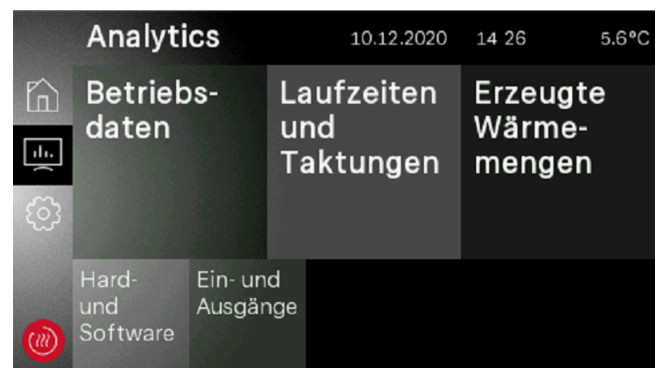 Analytics 10.12.2020 14 26 5.6°C
Betriebs-
daten
Laufzeiten
und
Taktungen
Erzeugte
Wärme-
mengen
Hard-
und
Software
Ein- und
Ausgänge